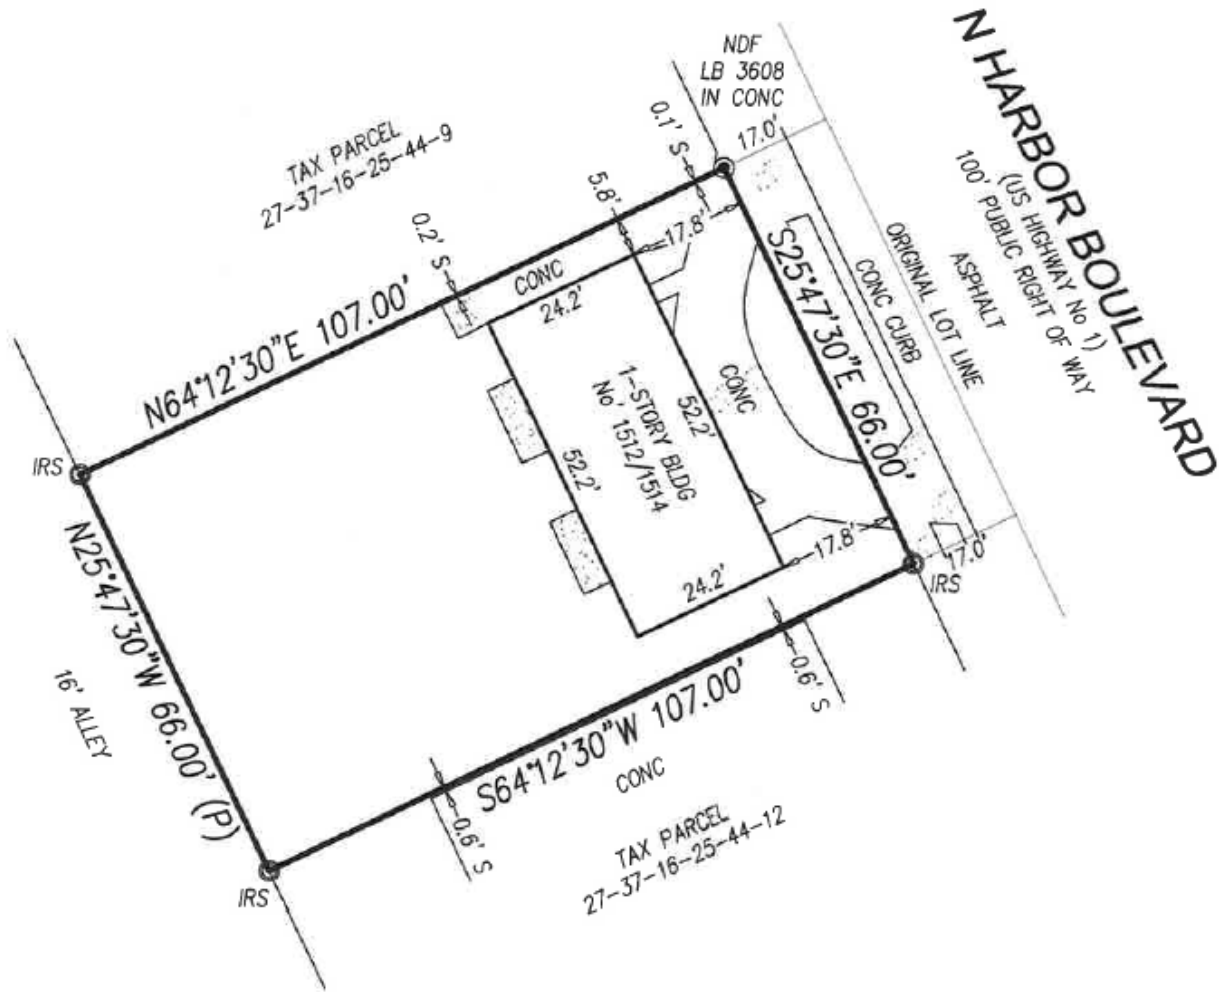 NDF
LB 3608
IN CONC
N HARBOR BOULEVARD
(US HIGHWAY No 1)
100' PUBLIC RIGHT OF WAY
ASPHALT
ORIGINAL LOT LINE
CONC CURB
17.0'
0.1' S
5.8'
17.8'
TAX PARCEL
27-37-16-25-44-9
0.2' S
CONC
24.2'
N64°12'30"E 107.00'
S25°47'30"E 66.00'
CONC
1-STORY BLDG
No. 1512/1514
52.2'
52.2'
IRS
N25°47'30"W 66.00' (P)
16' ALLEY
24.2'
17.8'
17.0'
IRS
0.6' S
S64°12'30"W 107.00'
CONC
0.6' S
TAX PARCEL
27-37-16-25-44-12
IRS